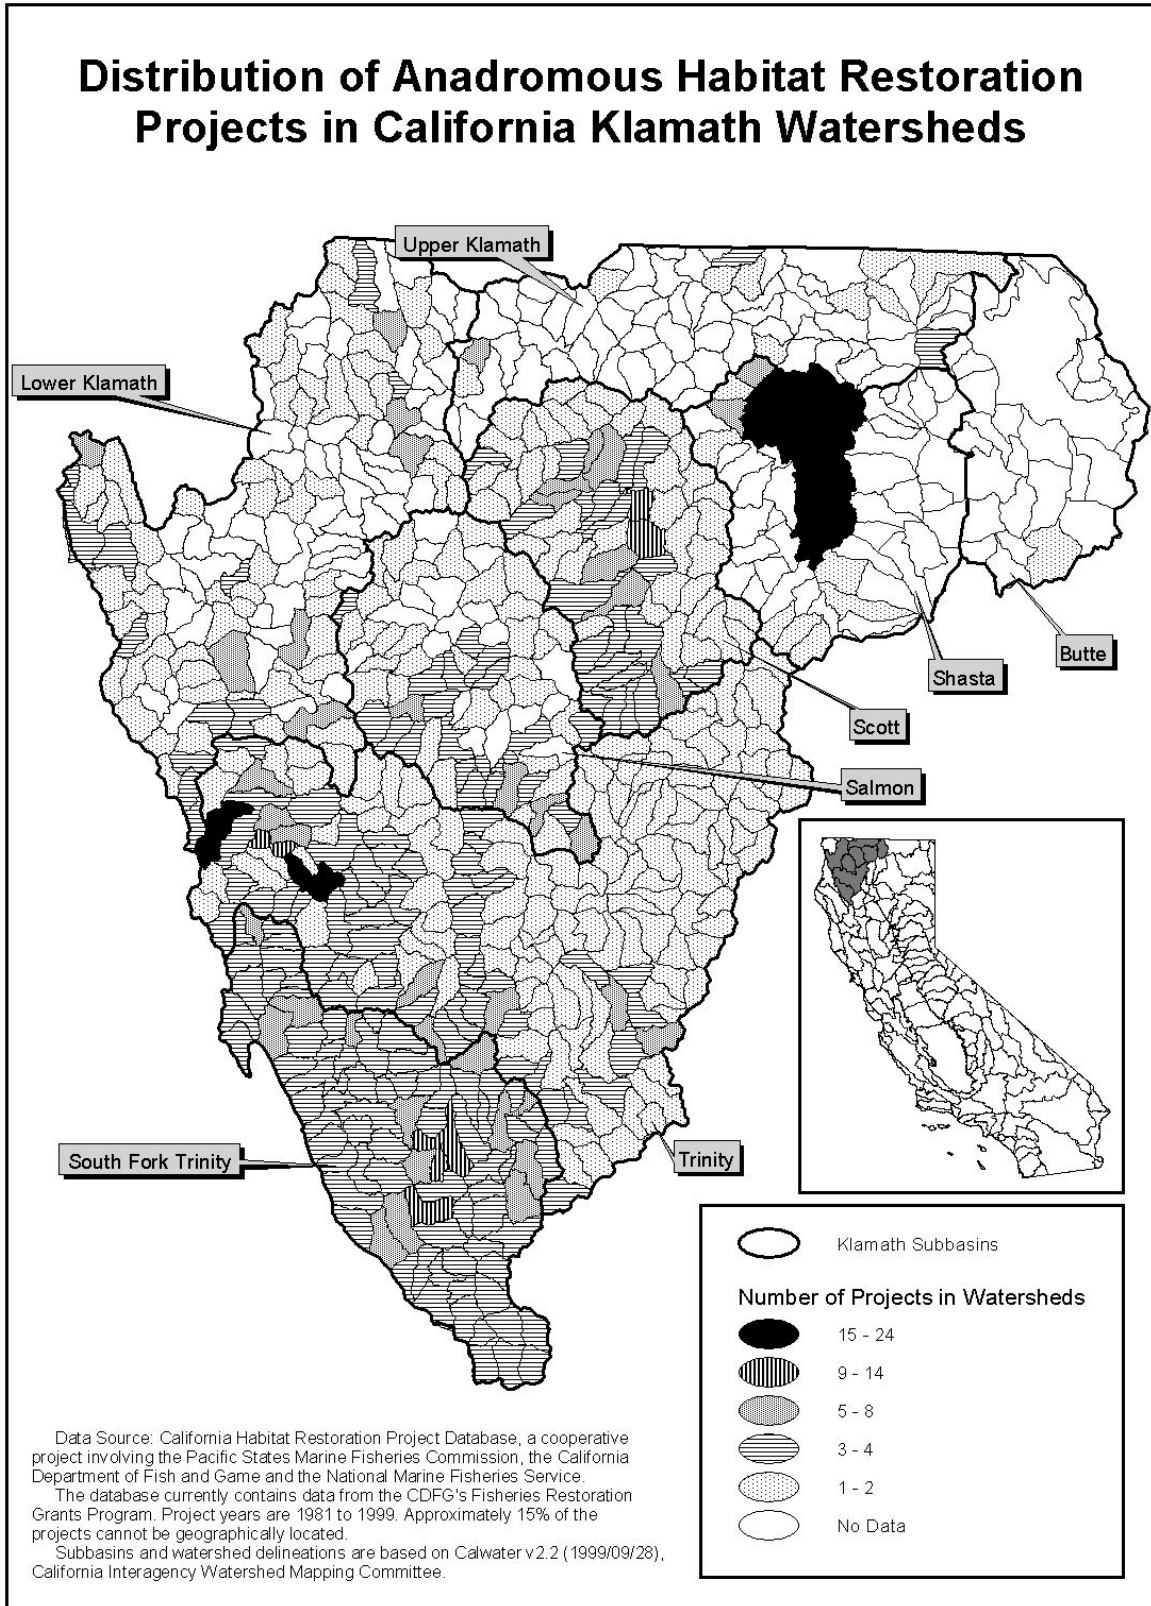 Distribution of Anadromous Habitat Restoration
Projects in California Klamath Watersheds
Upper Klamath
Lower Klamath
Butte
Shasta
Scott
Salmon
South Fork Trinity
Trinity
Klamath Subbasins
Number of Projects in Watersheds
15 - 24
9 - 14
5 - 8
3 - 4
1 - 2
No Data
Data Source: California Habitat Restoration Project Database, a cooperative
project involving the Pacific States Marine Fisheries Commission, the California
Department of Fish and Game and the National Marine Fisheries Service.
The database currently contains data from the CDFG's Fisheries Restoration
Grants Program. Project years are 1981 to 1999. Approximately 15% of the
projects cannot be geographically located.
Subbasins and watershed delineations are based on Calwater v2.2 (1999/09/28),
California Interagency Watershed Mapping Committee.